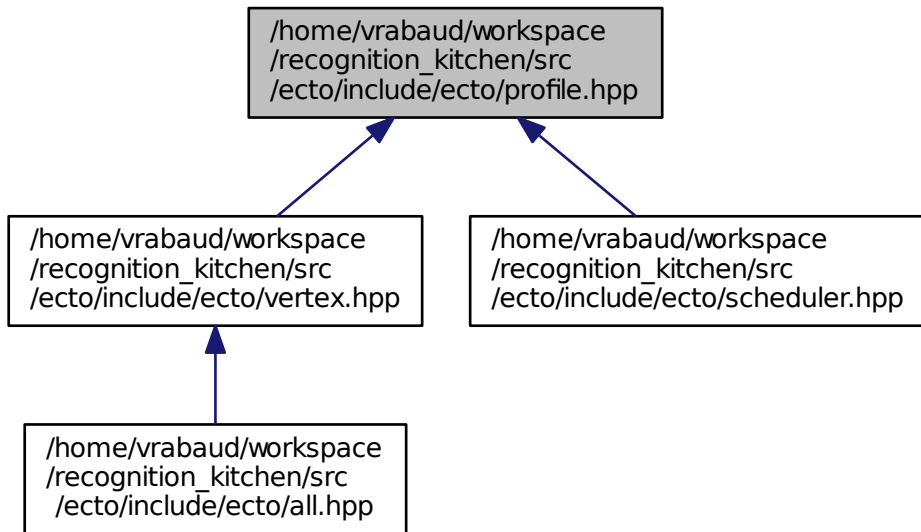 /home/vrabaud/workspace
/recognition_kitchen/src
/ecto/include/ecto/profile.hpp
/home/vrabaud/workspace
/recognition_kitchen/src
/ecto/include/ecto/vertex.hpp
/home/vrabaud/workspace
/recognition_kitchen/src
/ecto/include/ecto/scheduler.hpp
/home/vrabaud/workspace
/recognition_kitchen/src
/ecto/include/ecto/all.hpp